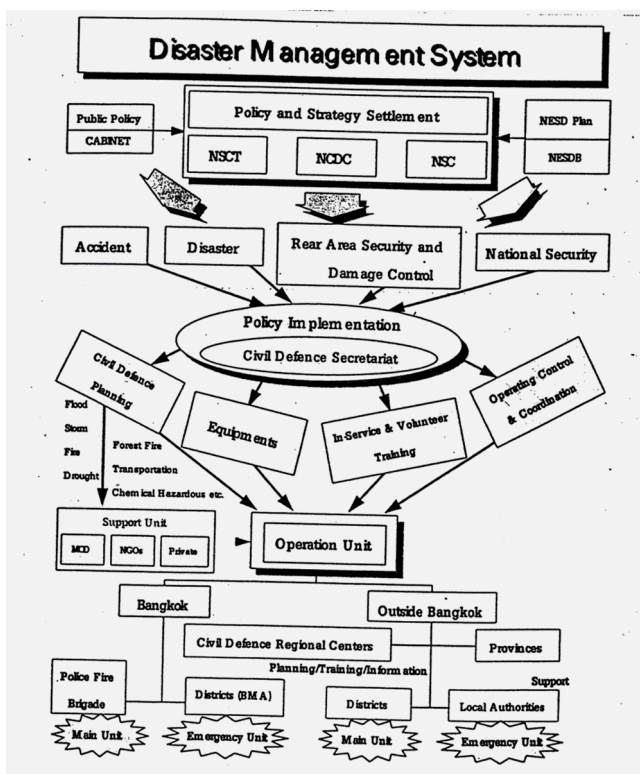 Disaster Management System
Policy and Strategy Settlement
Public Policy
CABINET
NSCT
NCDC
NSC
NESD Plan
NESDB
Accident
Disaster
Rear Area Security and
Damage Control
National Security
Policy Implementation
Civil Defence Secretariat
Civil Defence
Planning
Equipments
In-Service & Volunteer
Training
Operating Control
& Coordination
Flood
Storm
Fire
Drought
Forest Fire
Transportation
Chemical Hazardous etc.
Support Unit
MOD
NGOs
Private
Operation Unit
Bangkok
Outside Bangkok
Civil Defence Regional Centers
Provinces
Planning/Training/Information
Support
Police Fire
Brigade
Districts (BMA)
Districts
Local Authorities
Main Unit
Emergency Unit
Main Unit
Emergency Unit